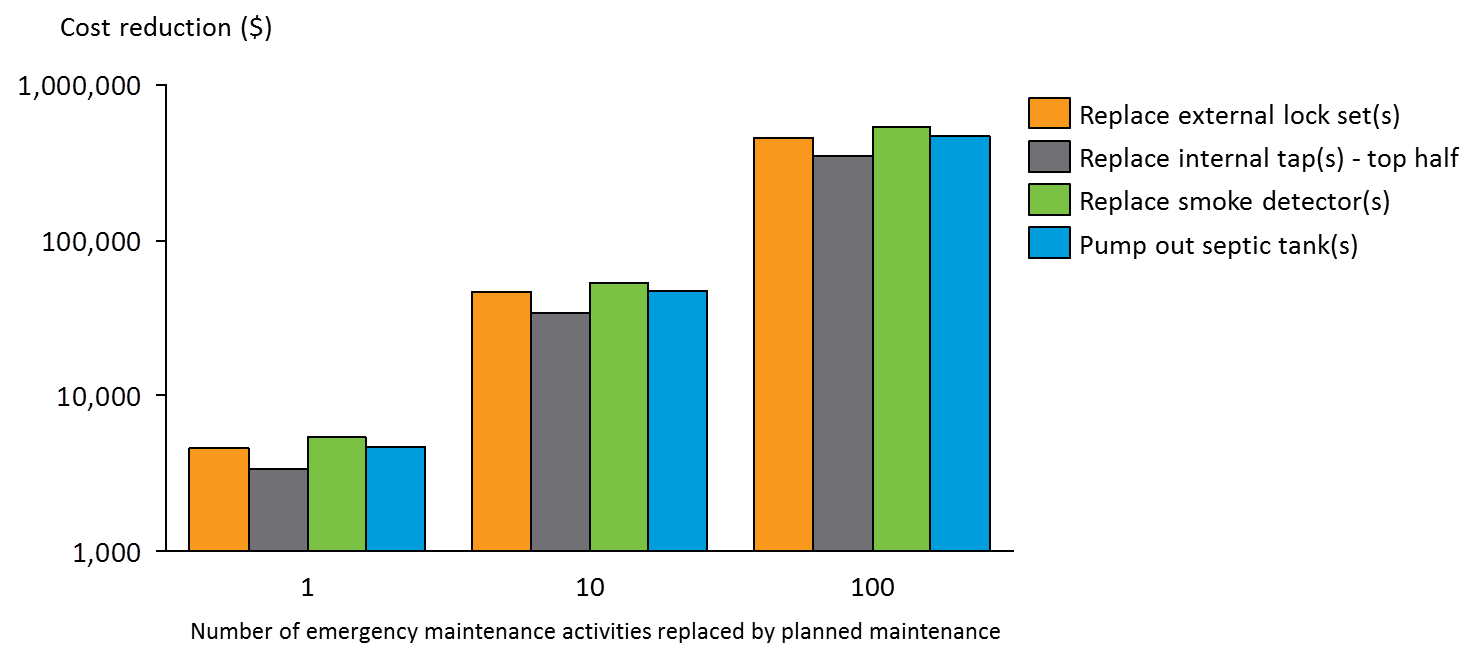 Cost reduction ($)
1,000,000
100,000
10,000
1,000
1
10
100
Number of emergency maintenance activities replaced by planned maintenance
Replace external lock set(s)
Replace internal tap(s) - top half
Replace smoke detector(s)
Pump out septic tank(s)